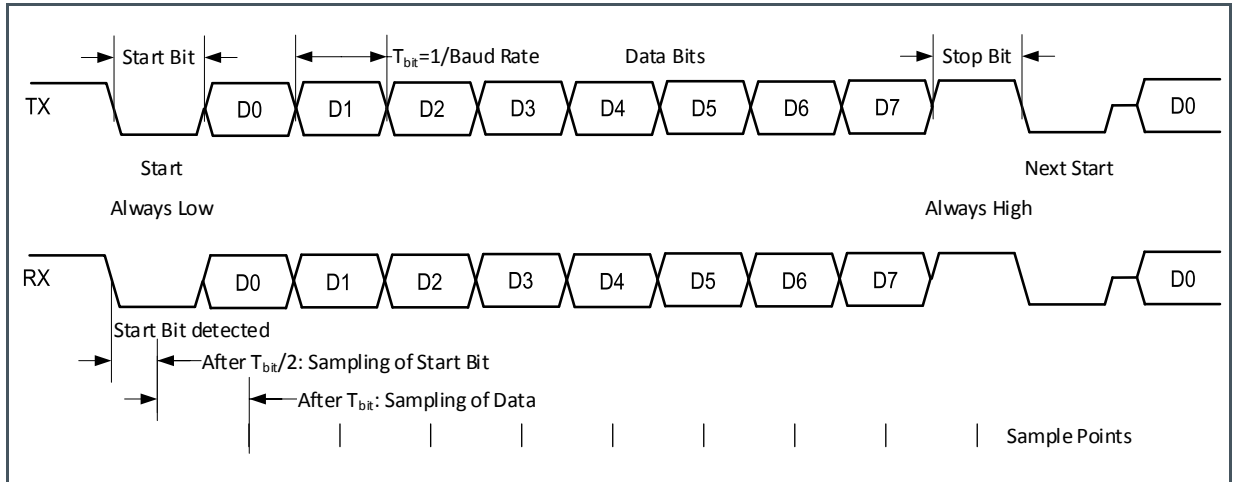 Start Bit
T_bit=1/Baud Rate
Data Bits
Stop Bit
TX
D0 D1 D2 D3 D4 D5 D6 D7 D0
Start
Next Start
Always Low
Always High
RX
D0 D1 D2 D3 D4 D5 D6 D7 D0
Start Bit detected
After T_bit/2: Sampling of Start Bit
After T_bit: Sampling of Data
Sample Points